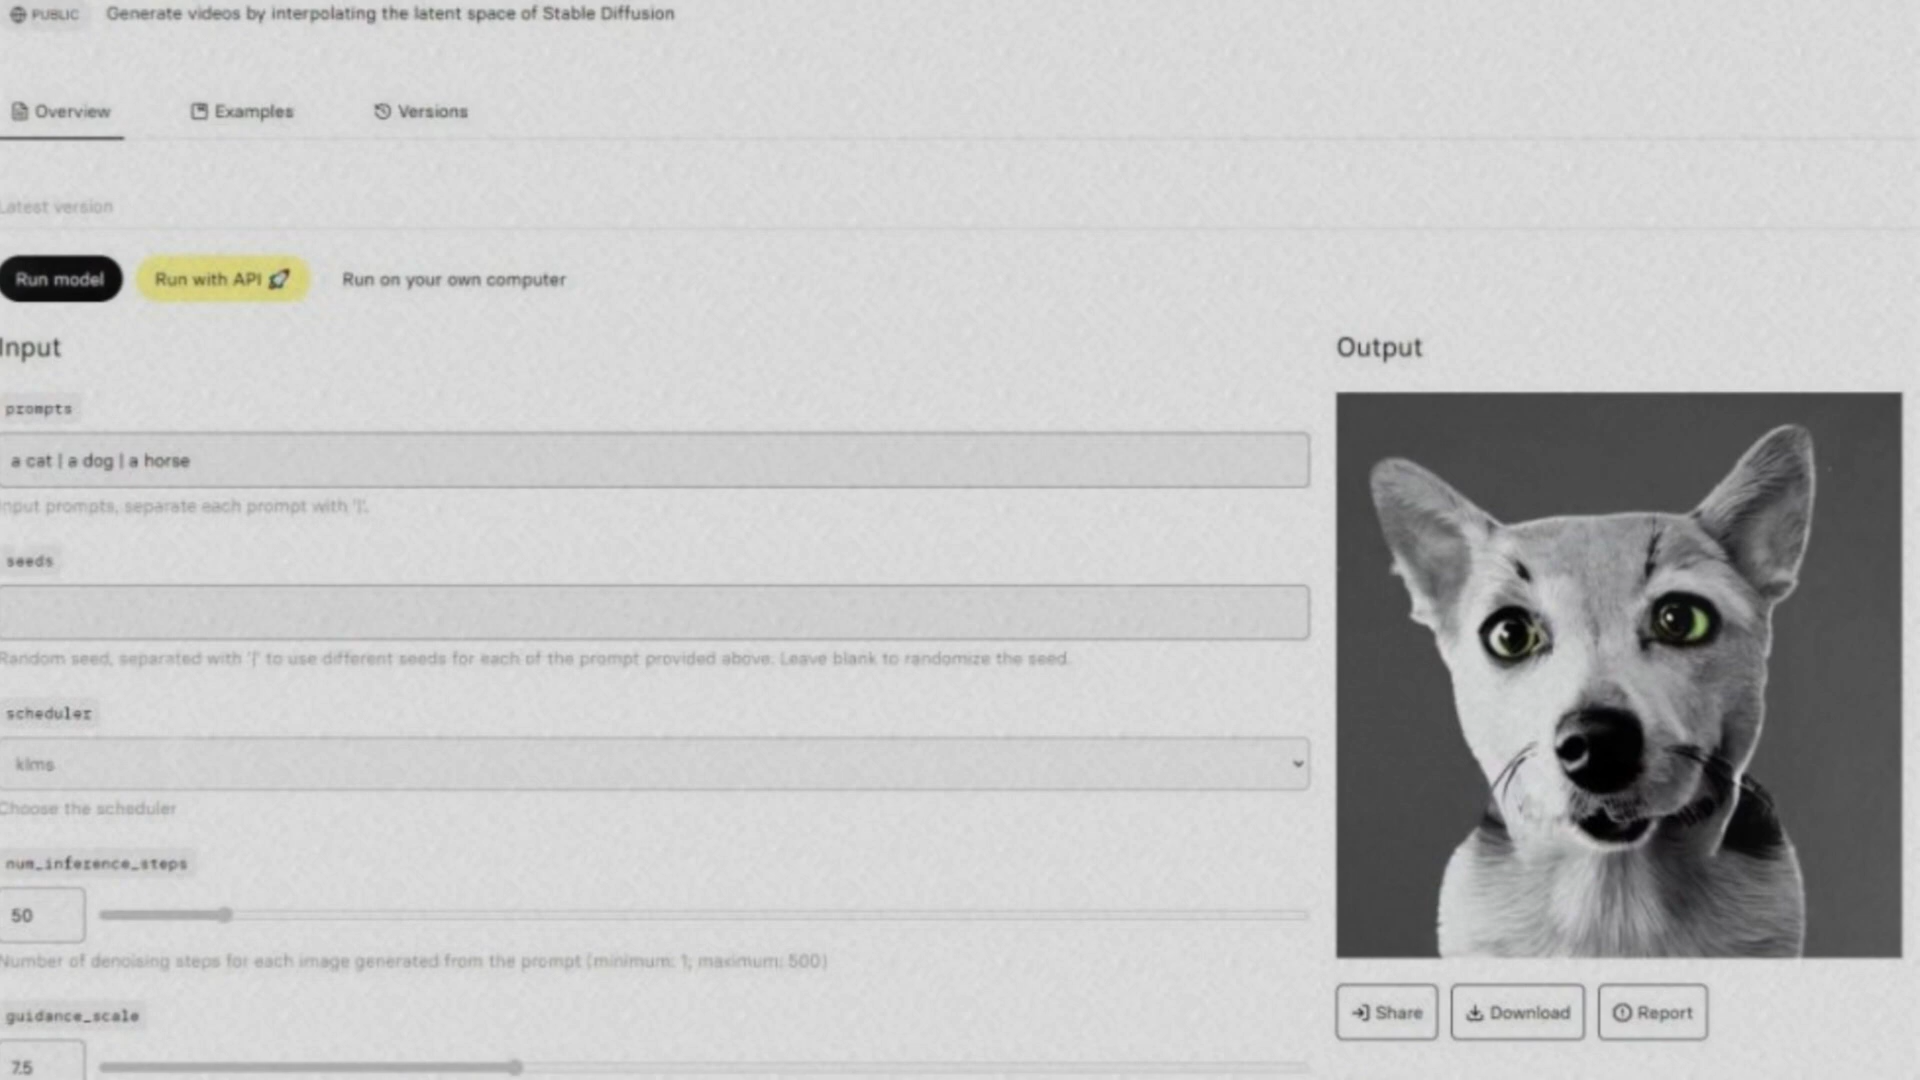 PUBLIC Generate videos by interpolating the latent space of Stable Diffusion
Overview Examples Versions
Latest version
Run model Run with API 🚀 Run on your own computer
Input
Output
prompts
a cat | a dog | a horse
Input prompts, separate each prompt with '|'.
seeds
Random seed, separated with '|' to use different seeds for each of the prompt provided above. Leave blank to randomize the seed.
scheduler
klms
Choose the scheduler
num_inference_steps
50
Number of denoising steps for each image generated from the prompt (minimum: 1; maximum: 500)
guidance_scale
7.5
Share Download Report